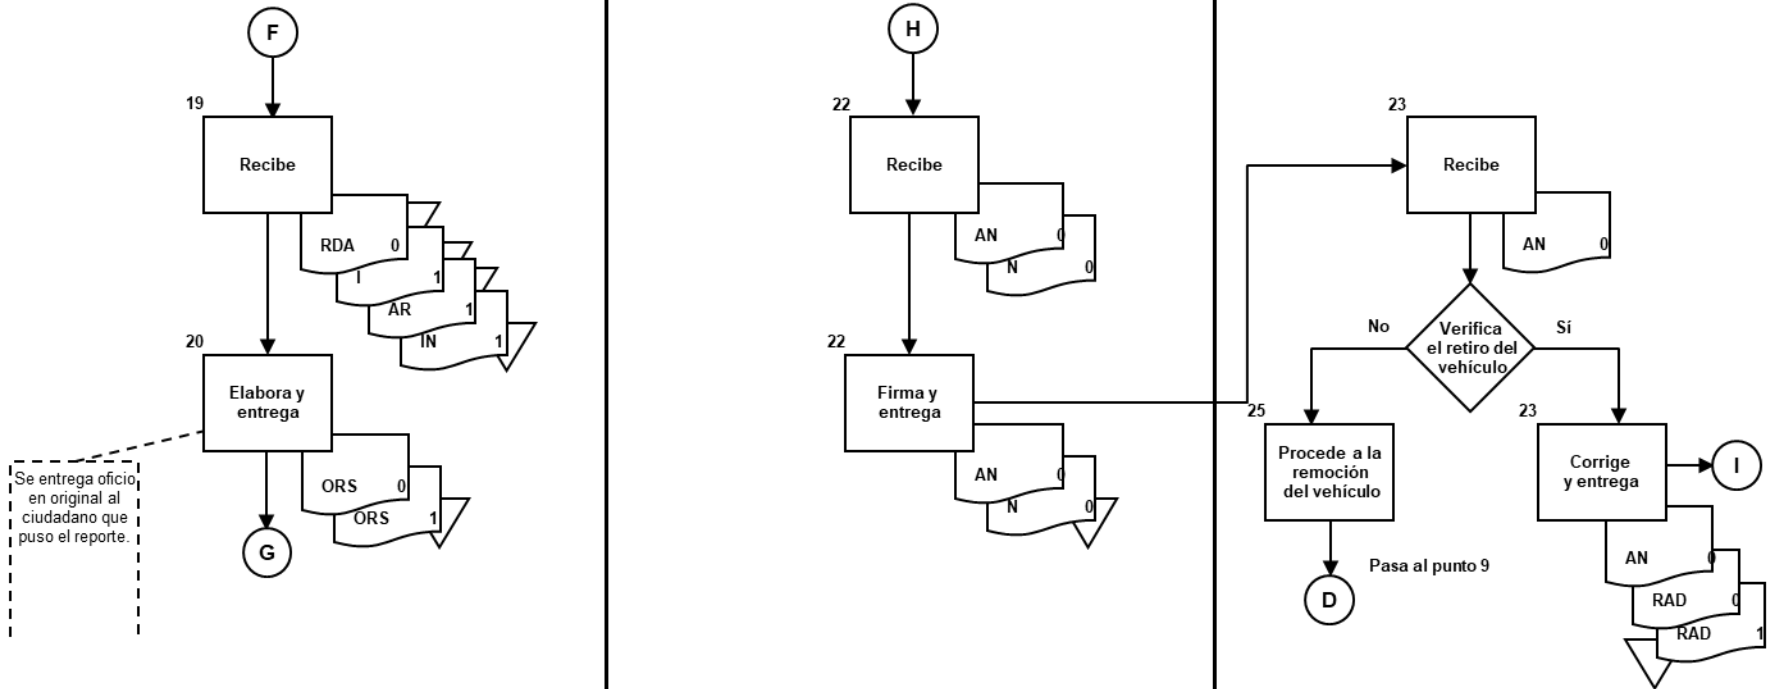 F
19
Recibe
RDA 0
I 1
AR 1
IN 1
20
Elabora y
entrega
Se entrega oficio
en original al
ciudadano que
puso el reporte.
ORS 0
ORS 1
G
H
22
Recibe
AN 0
N 0
22
Firma y
entrega
AN 0
N 0
23
Recibe
AN 0
Verifica
el retiro del
vehículo
No
Sí
25
Procede a la
remoción
del vehículo
Pasa al punto 9
D
23
Corrige
y entrega
I
AN 0
RAD 0
RAD 1